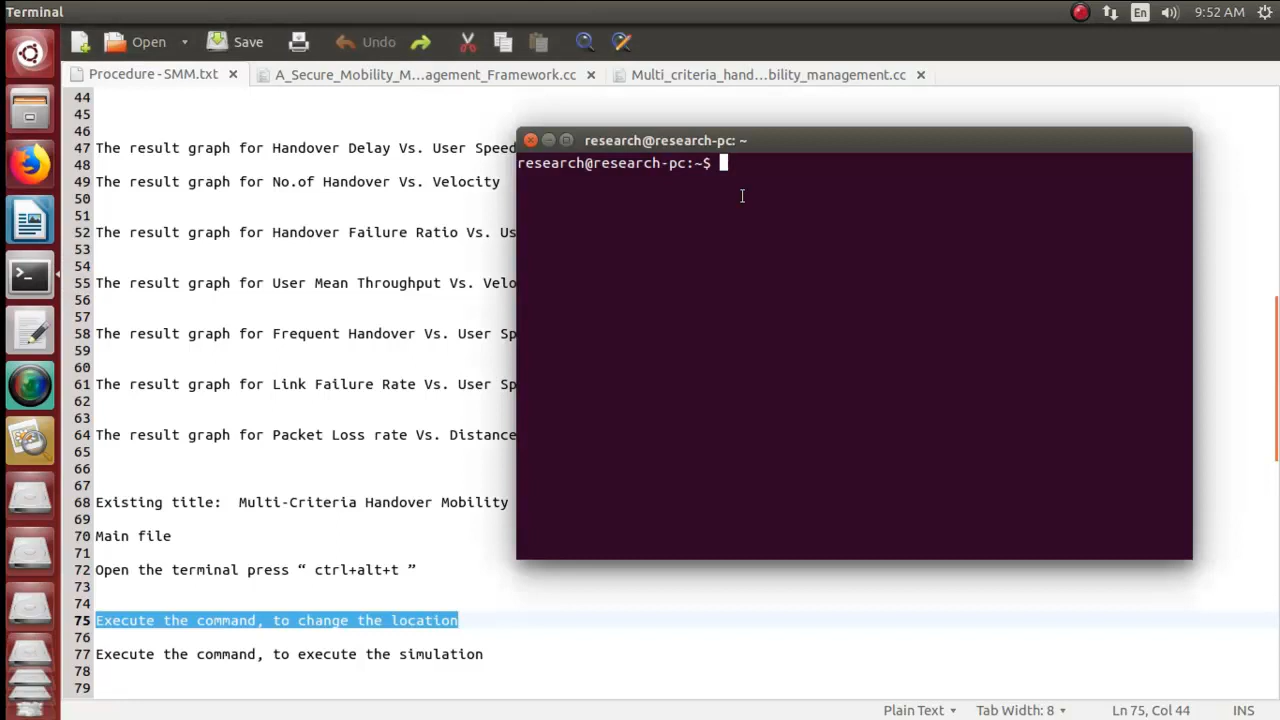 Terminal
En
9:52 AM
Open
Save
Undo
Procedure - SMM.txt
A_Secure_Mobility_M...agement_Framework.cc
Multi_criteria_hand...bility_management.cc
44
45
46
47 The result graph for Handover Delay Vs. User Speed
48
49 The result graph for No.of Handover Vs. Velocity
50
51
52 The result graph for Handover Failure Ratio Vs. Us
53
54
55 The result graph for User Mean Throughput Vs. Velo
56
57
58 The result graph for Frequent Handover Vs. User Sp
59
60
61 The result graph for Link Failure Rate Vs. User Sp
62
63
64 The result graph for Packet Loss rate Vs. Distance
65
66
67
68 Existing title:  Multi-Criteria Handover Mobility
69
70 Main file
71
72 Open the terminal press “ ctrl+alt+t ”
73
74
75 Execute the command, to change the location
76
77 Execute the command, to execute the simulation
78
79
research@research-pc: ~
research@research-pc:~$
Plain Text
Tab Width: 8
Ln 75, Col 44
INS